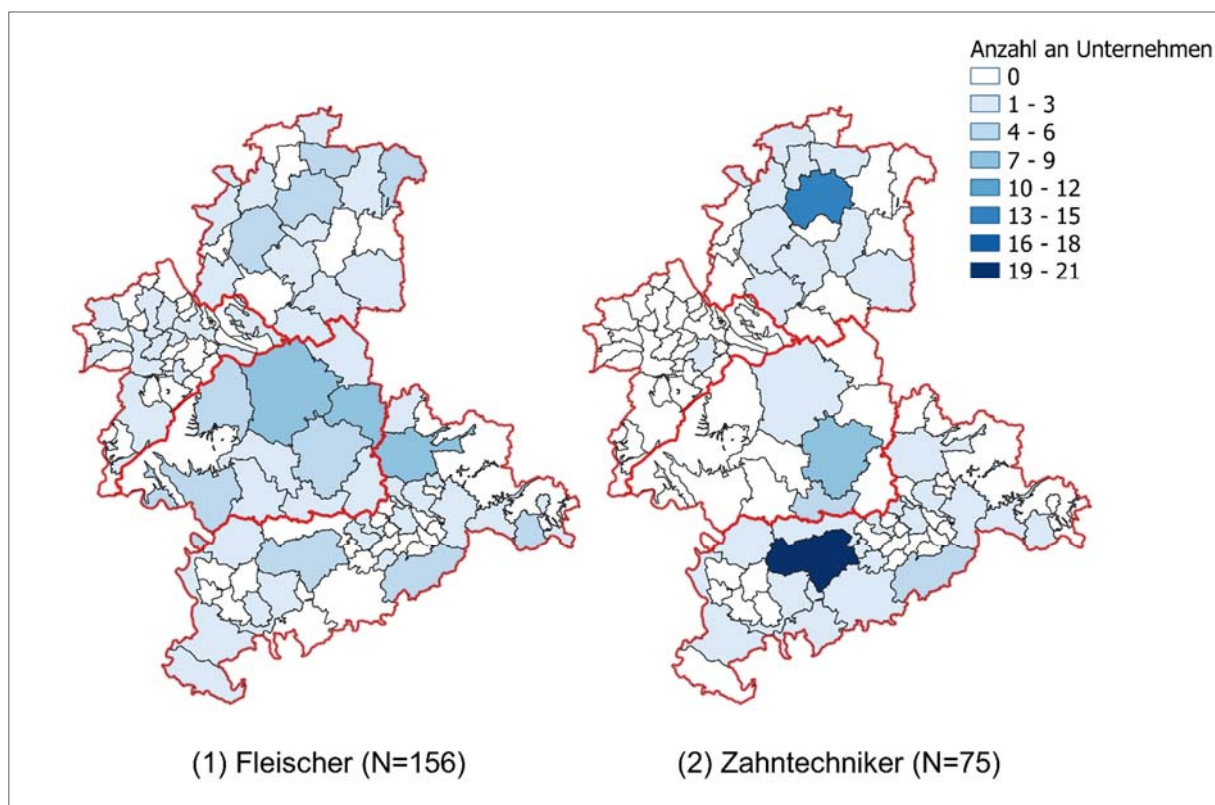 Anzahl an Unternehmen
0
1 - 3
4 - 6
7 - 9
10 - 12
13 - 15
16 - 18
19 - 21
(1) Fleischer (N=156)
(2) Zahntechniker (N=75)